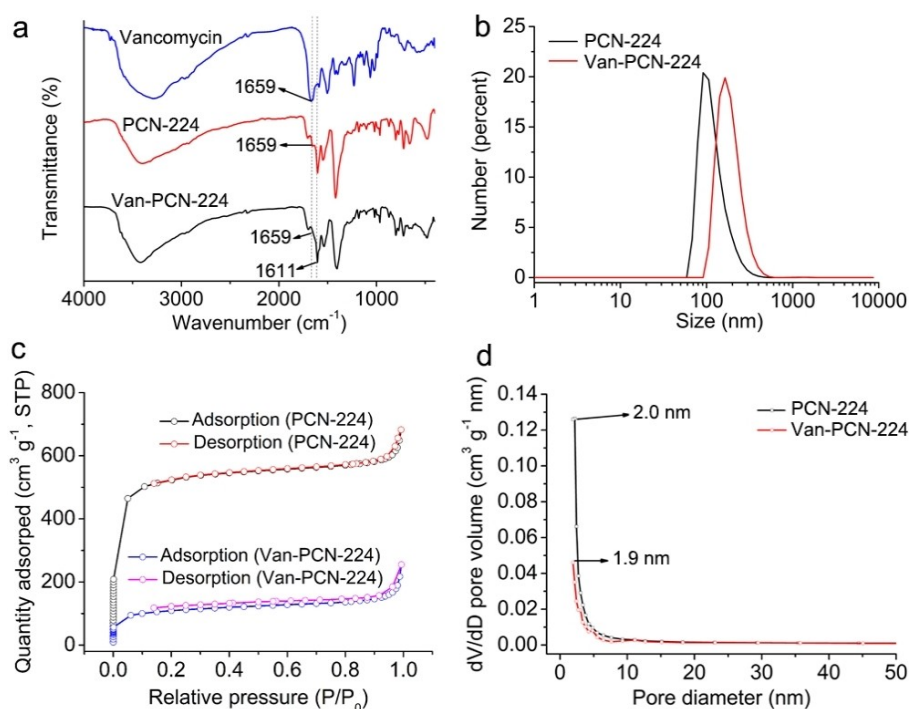 a
Vancomycin
1659
PCN-224
1659
Van-PCN-224
1659
1611
Transmittance (%)
4000 3000 2000 1000
Wavenumber (cm⁻¹)
b
PCN-224
Van-PCN-224
Number (percent)
25
20
15
10
5
0
1 10 100 1000 10000
Size (nm)
c
Quantity adsorbed (cm³ g⁻¹, STP)
800
600
400
200
0
Adsorption (PCN-224)
Desorption (PCN-224)
Adsorption (Van-PCN-224)
Desorption (Van-PCN-224)
0.0 0.2 0.4 0.6 0.8 1.0
Relative pressure (P/P₀)
d
dV/dD pore volume (cm³ g⁻¹ nm)
0.14
0.12
0.10
0.08
0.06
0.04
0.02
0.00
2.0 nm
PCN-224
Van-PCN-224
1.9 nm
0 10 20 30 40 50
Pore diameter (nm)